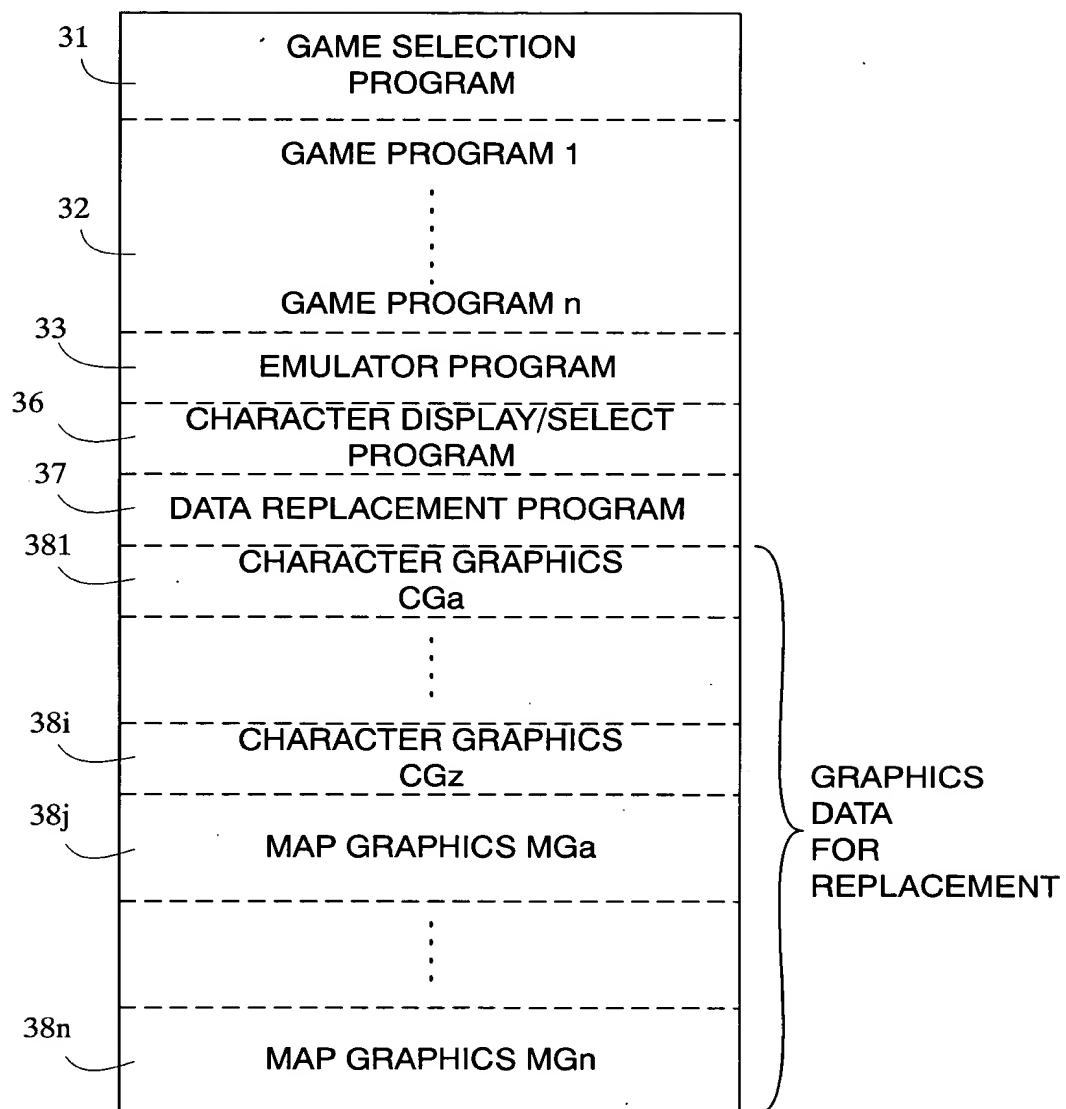 31
GAME SELECTION
PROGRAM
GAME PROGRAM 1
32
GAME PROGRAM n
33
EMULATOR PROGRAM
36
CHARACTER DISPLAY/SELECT
PROGRAM
37
DATA REPLACEMENT PROGRAM
381
CHARACTER GRAPHICS
CGa
38i
CHARACTER GRAPHICS
CGz
38j
MAP GRAPHICS MGa
GRAPHICS
DATA
FOR
REPLACEMENT
38n
MAP GRAPHICS MGn